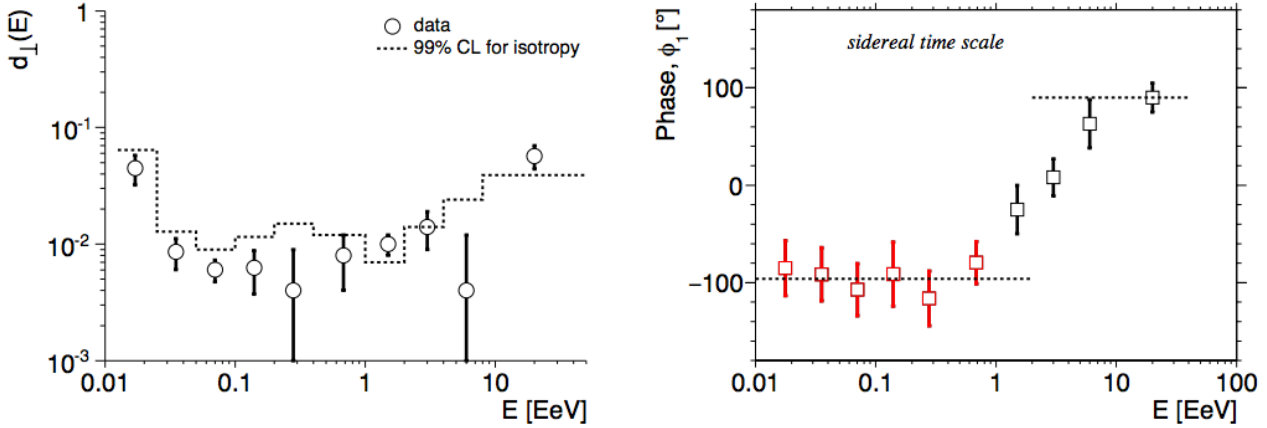 d⊥(E)
1
10⁻¹
10⁻²
10⁻³
data
99% CL for isotropy
0.01
0.1
1
10
E [EeV]
Phase, ϕ₁ [°]
sidereal time scale
100
0
−100
0.01
0.1
1
10
100
E [EeV]